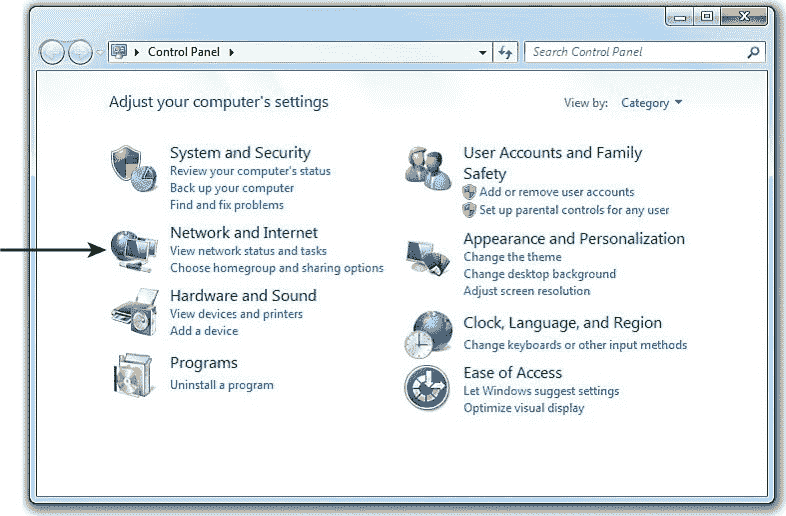 Control Panel
Search Control Panel
Adjust your computer's settings
View by: Category
System and Security
Review your computer's status
Back up your computer
Find and fix problems
Network and Internet
View network status and tasks
Choose homegroup and sharing options
Hardware and Sound
View devices and printers
Add a device
Programs
Uninstall a program
User Accounts and Family
Safety
Add or remove user accounts
Set up parental controls for any user
Appearance and Personalization
Change the theme
Change desktop background
Adjust screen resolution
Clock, Language, and Region
Change keyboards or other input methods
Ease of Access
Let Windows suggest settings
Optimize visual display